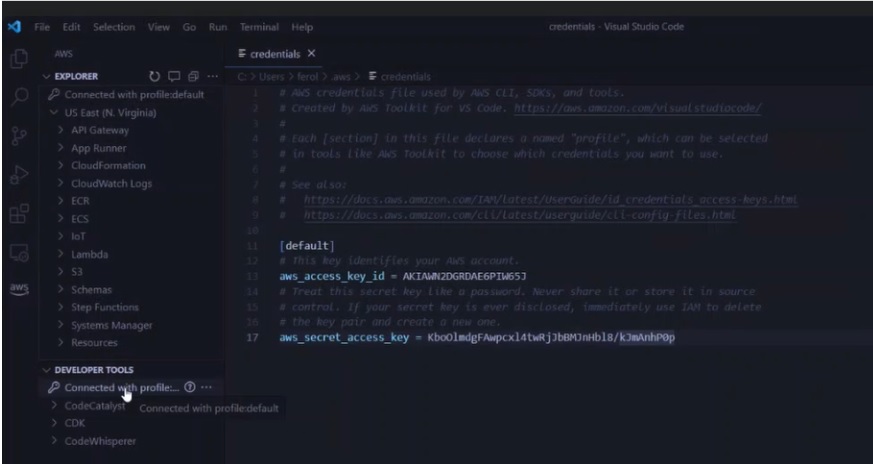 File Edit Selection View Go Run Terminal Help
credentials - Visual Studio Code
AWS
EXPLORER
Connected with profile:default
US East (N. Virginia)
API Gateway
App Runner
CloudFormation
CloudWatch Logs
ECR
ECS
IoT
Lambda
S3
Schemas
Step Functions
Systems Manager
Resources
aws
DEVELOPER TOOLS
Connected with profile:...
CodeCatalyst
Connected with profile:default
CDK
CodeWhisperer
credentials
C: > Users > ferol > .aws > credentials
1 # AWS credentials file used by AWS CLI, SDKs, and tools.
2 # Created by AWS Toolkit for VS Code. https://aws.amazon.com/visualstudiocode/
3 #
4 # Each [section] in this file declares a named "profile", which can be selected
5 # in tools like AWS Toolkit to choose which credentials you want to use.
6 #
7 # See also:
8 # https://docs.aws.amazon.com/IAM/latest/UserGuide/id_credentials_access-keys.html
9 # https://docs.aws.amazon.com/cli/latest/userguide/cli-config-files.html
10
11 [default]
12 # This key identifies your AWS account.
13 aws_access_key_id =
14 # Treat this secret key like a password. Never share it or store it in source
15 # control. If your secret key is ever disclosed, immediately use IAM to delete
16 # the key pair and create a new one.
17 aws_secret_access_key =